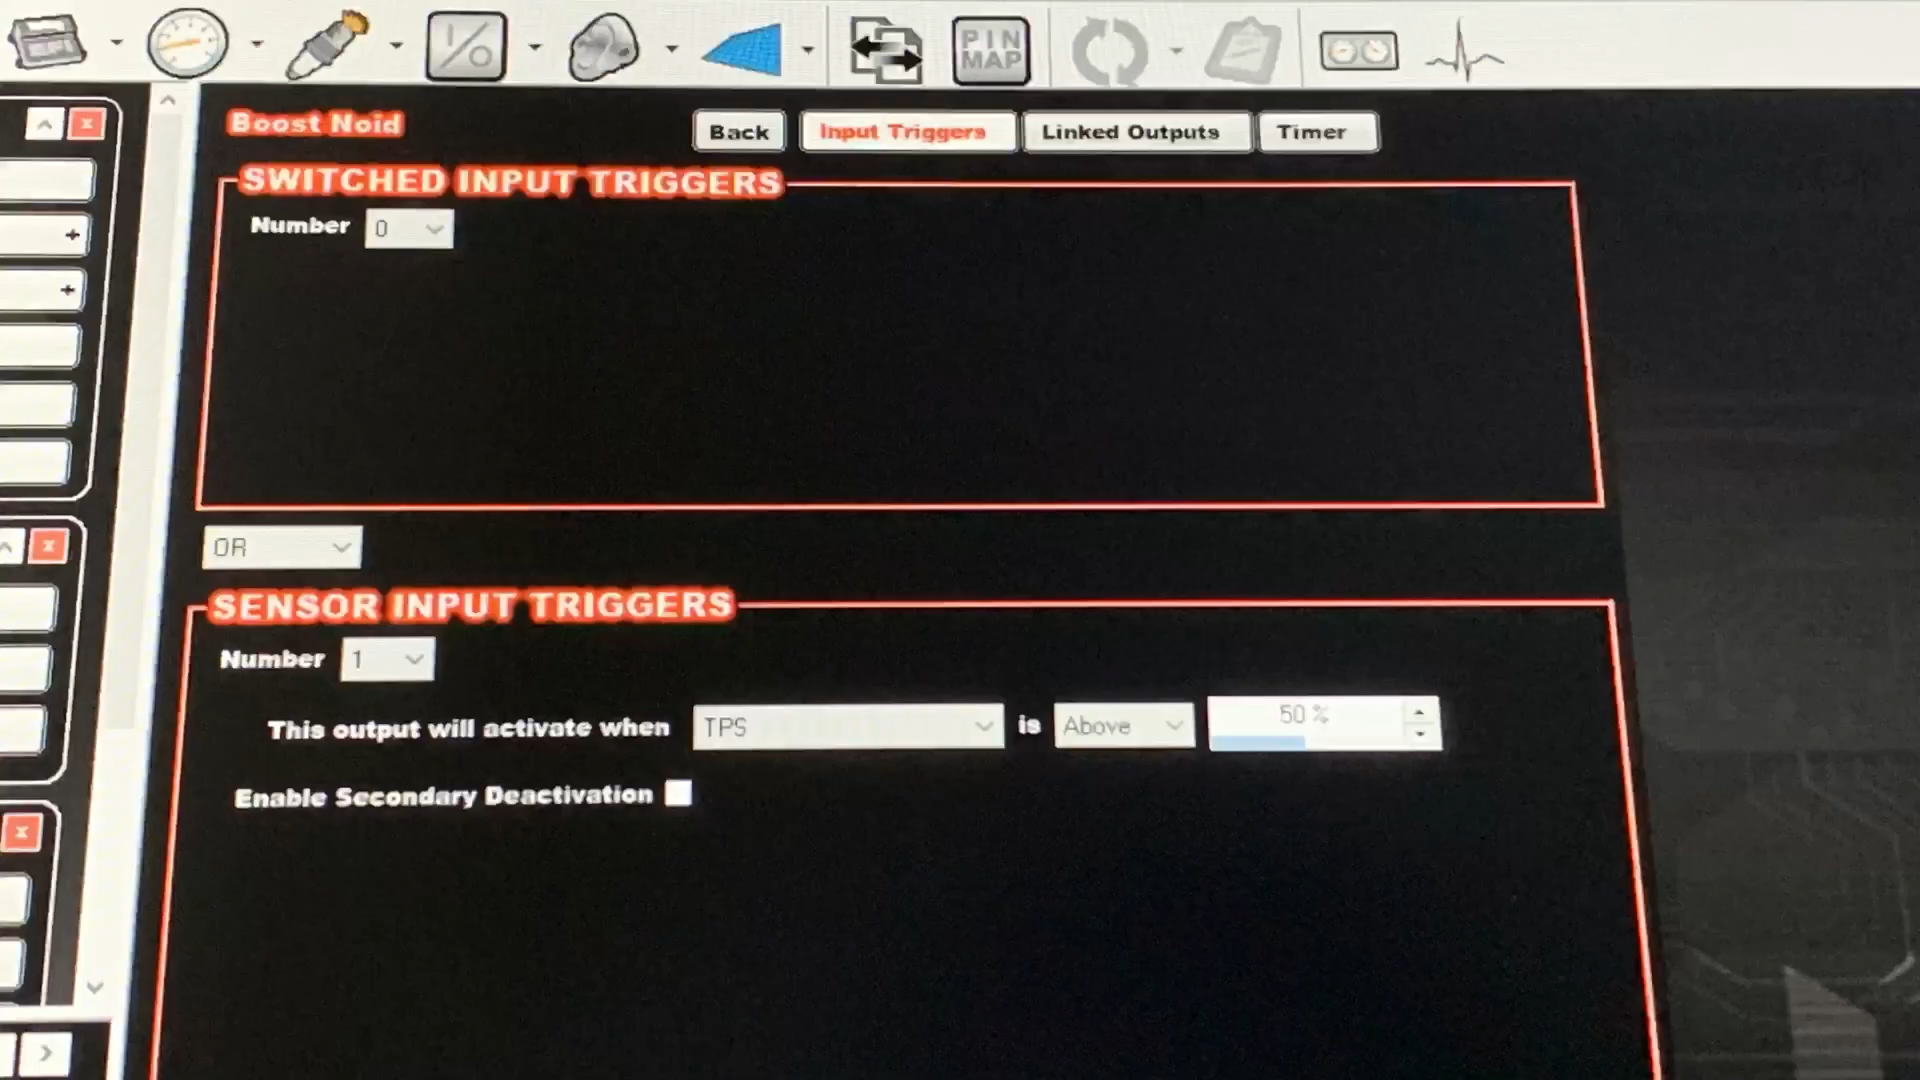 I/O
PIN
MAP
Boost Noid
Back
Input Triggers
Linked Outputs
Timer
SWITCHED INPUT TRIGGERS
Number 0
OR
SENSOR INPUT TRIGGERS
Number 1
This output will activate when TPS is Above 50 %
Enable Secondary Deactivation